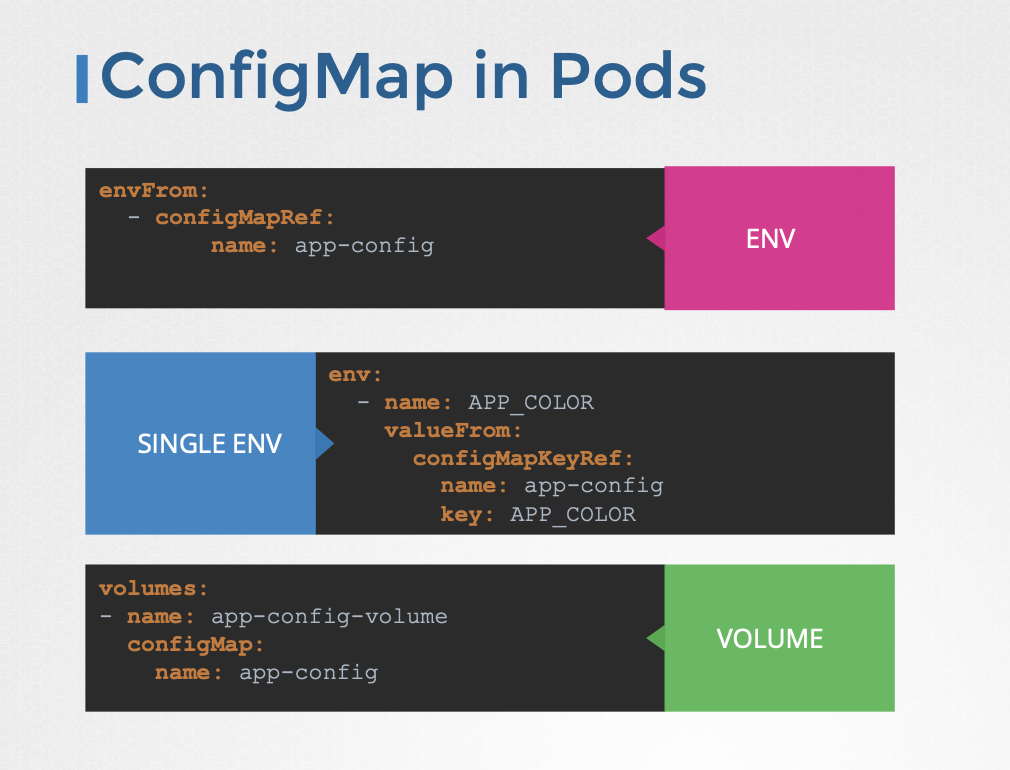 ConfigMap in Pods
envFrom:
  - configMapRef:
        name: app-config
ENV
SINGLE ENV
env:
  - name: APP_COLOR
    valueFrom:
      configMapKeyRef:
        name: app-config
        key: APP_COLOR
volumes:
- name: app-config-volume
  configMap:
    name: app-config
VOLUME